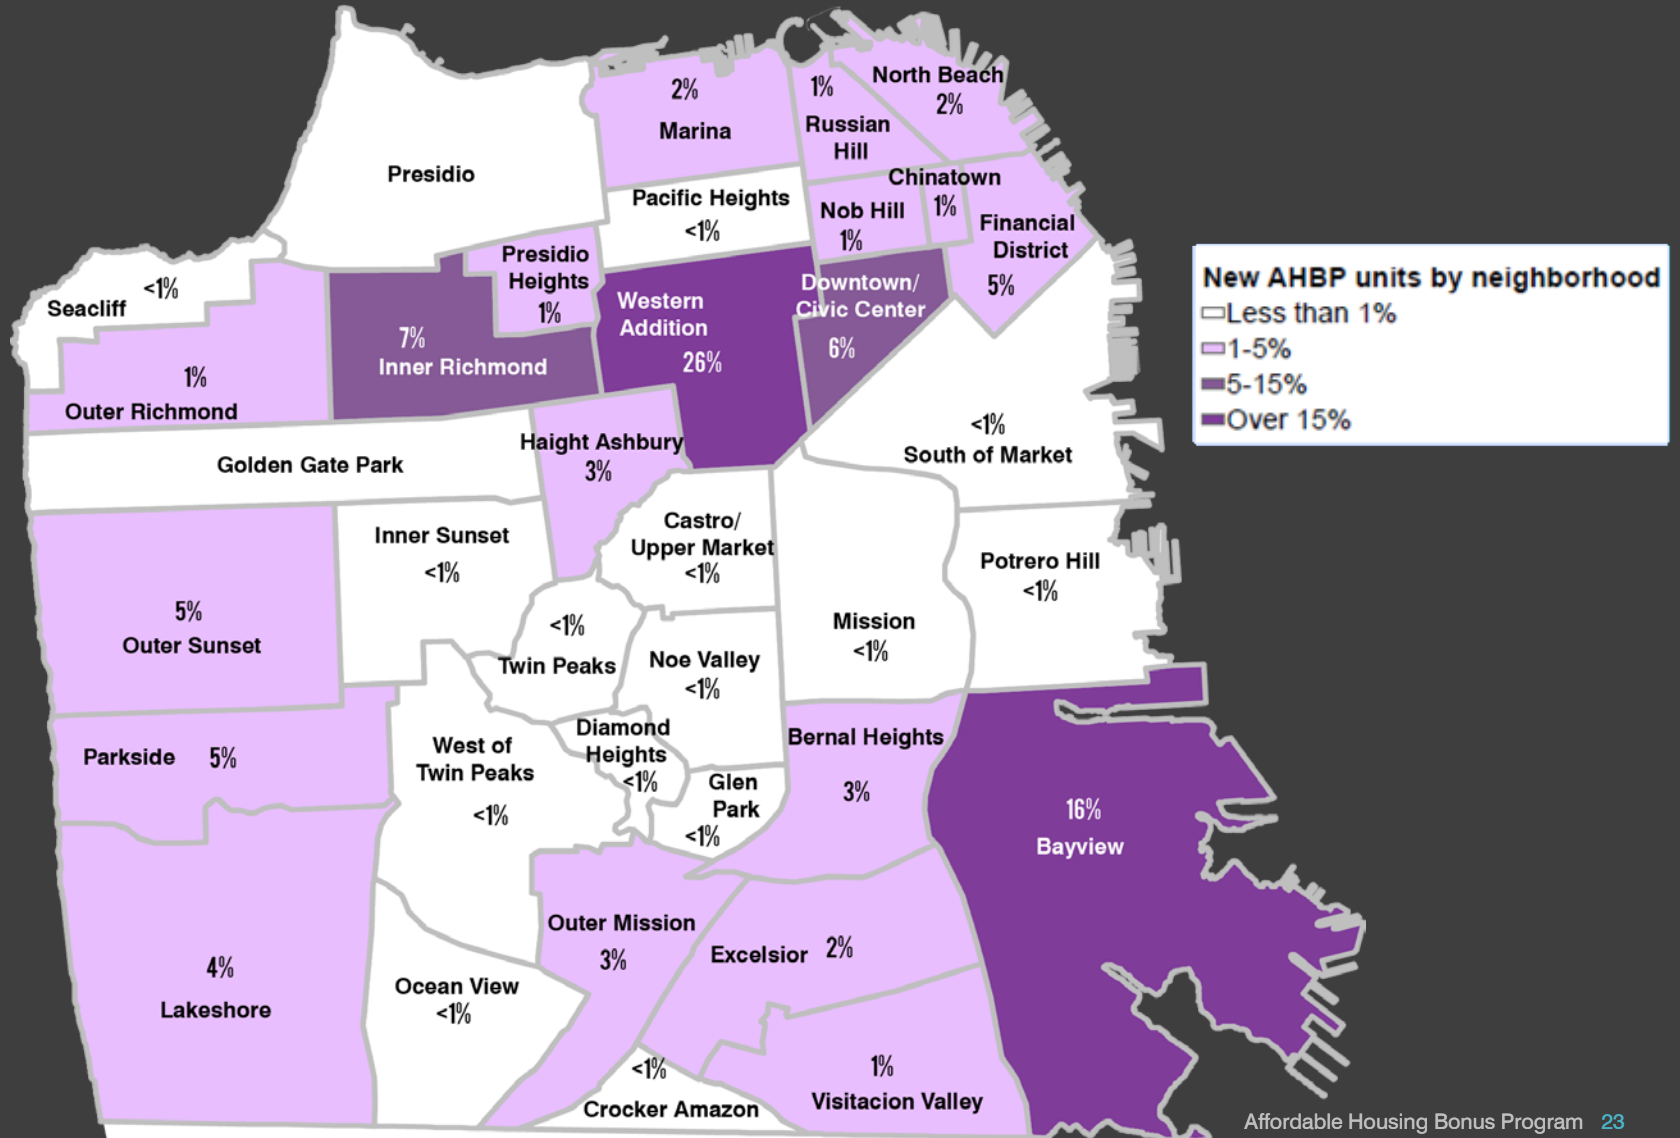 2%
Marina
1%
Russian
Hill
North Beach
2%
Presidio
Pacific Heights
<1%
Nob Hill
1%
Chinatown
1%
Financial
District
5%
Seacliff
<1%
Presidio
Heights
1%
Western
Addition
26%
Downtown/
Civic Center
6%
New AHBP units by neighborhood
Less than 1%
1-5%
5-15%
Over 15%
1%
Outer Richmond
7%
Inner Richmond
Golden Gate Park
Haight Ashbury
3%
<1%
South of Market
5%
Outer Sunset
Inner Sunset
<1%
Castro/
Upper Market
<1%
Potrero Hill
<1%
<1%
Twin Peaks
Noe Valley
<1%
Mission
<1%
Parkside 5%
West of
Twin Peaks
<1%
Diamond
Heights
<1%
Glen
Park
<1%
Bernal Heights
3%
16%
Bayview
4%
Lakeshore
Ocean View
<1%
Outer Mission
3%
Excelsior 2%
<1%
Crocker Amazon
1%
Visitacion Valley
Affordable Housing Bonus Program 23